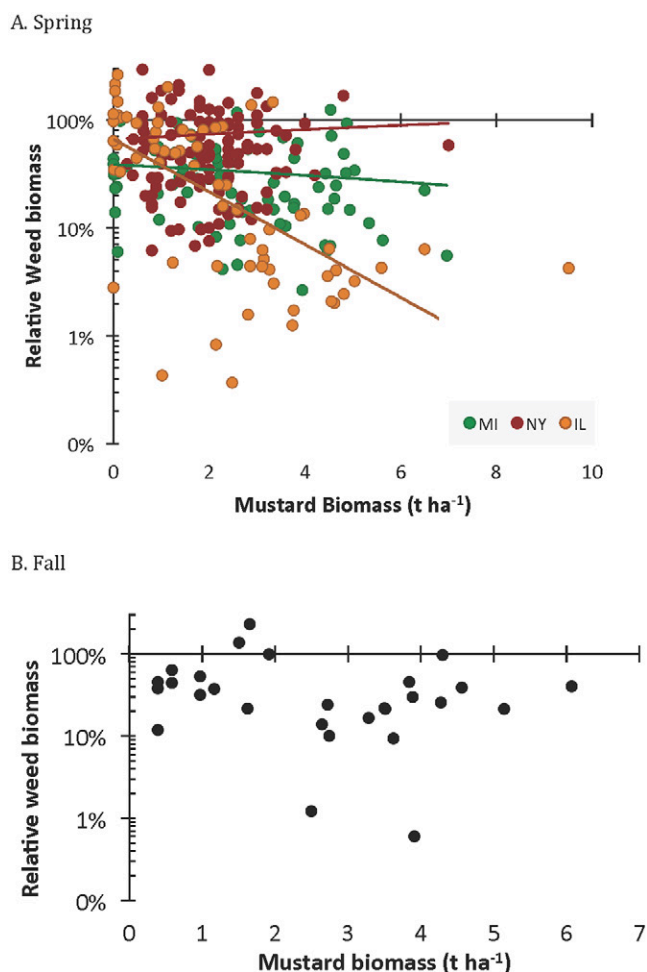 A. Spring
Relative Weed biomass
100%
10%
1%
0%
MI NY IL
0 2 4 6 8 10
Mustard Biomass (t ha-1)
B. Fall
Relative weed biomass
100%
10%
1%
0%
0 1 2 3 4 5 6 7
Mustard biomass (t ha-1)